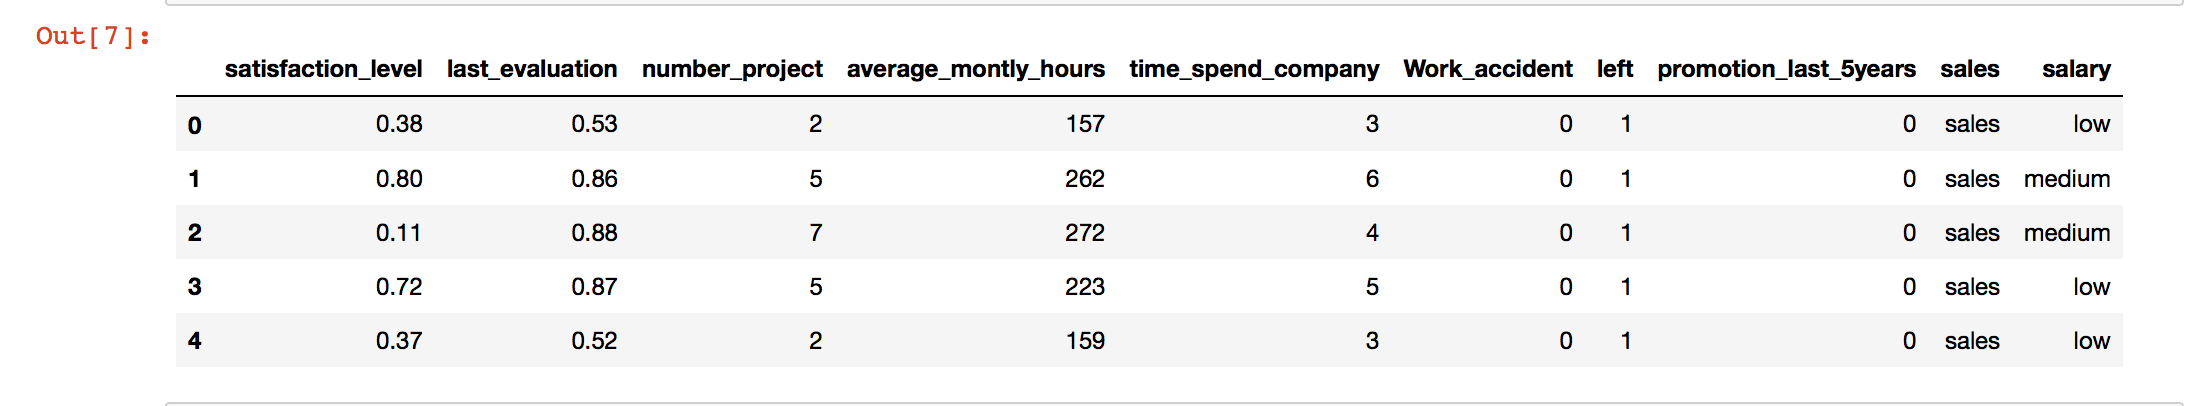 Out[7]:
satisfaction_level last_evaluation number_project average_montly_hours time_spend_company Work_accident left promotion_last_5years sales salary
0 0.38 0.53 2 157 3 0 1 0 sales low
1 0.80 0.86 5 262 6 0 1 0 sales medium
2 0.11 0.88 7 272 4 0 1 0 sales medium
3 0.72 0.87 5 223 5 0 1 0 sales low
4 0.37 0.52 2 159 3 0 1 0 sales low